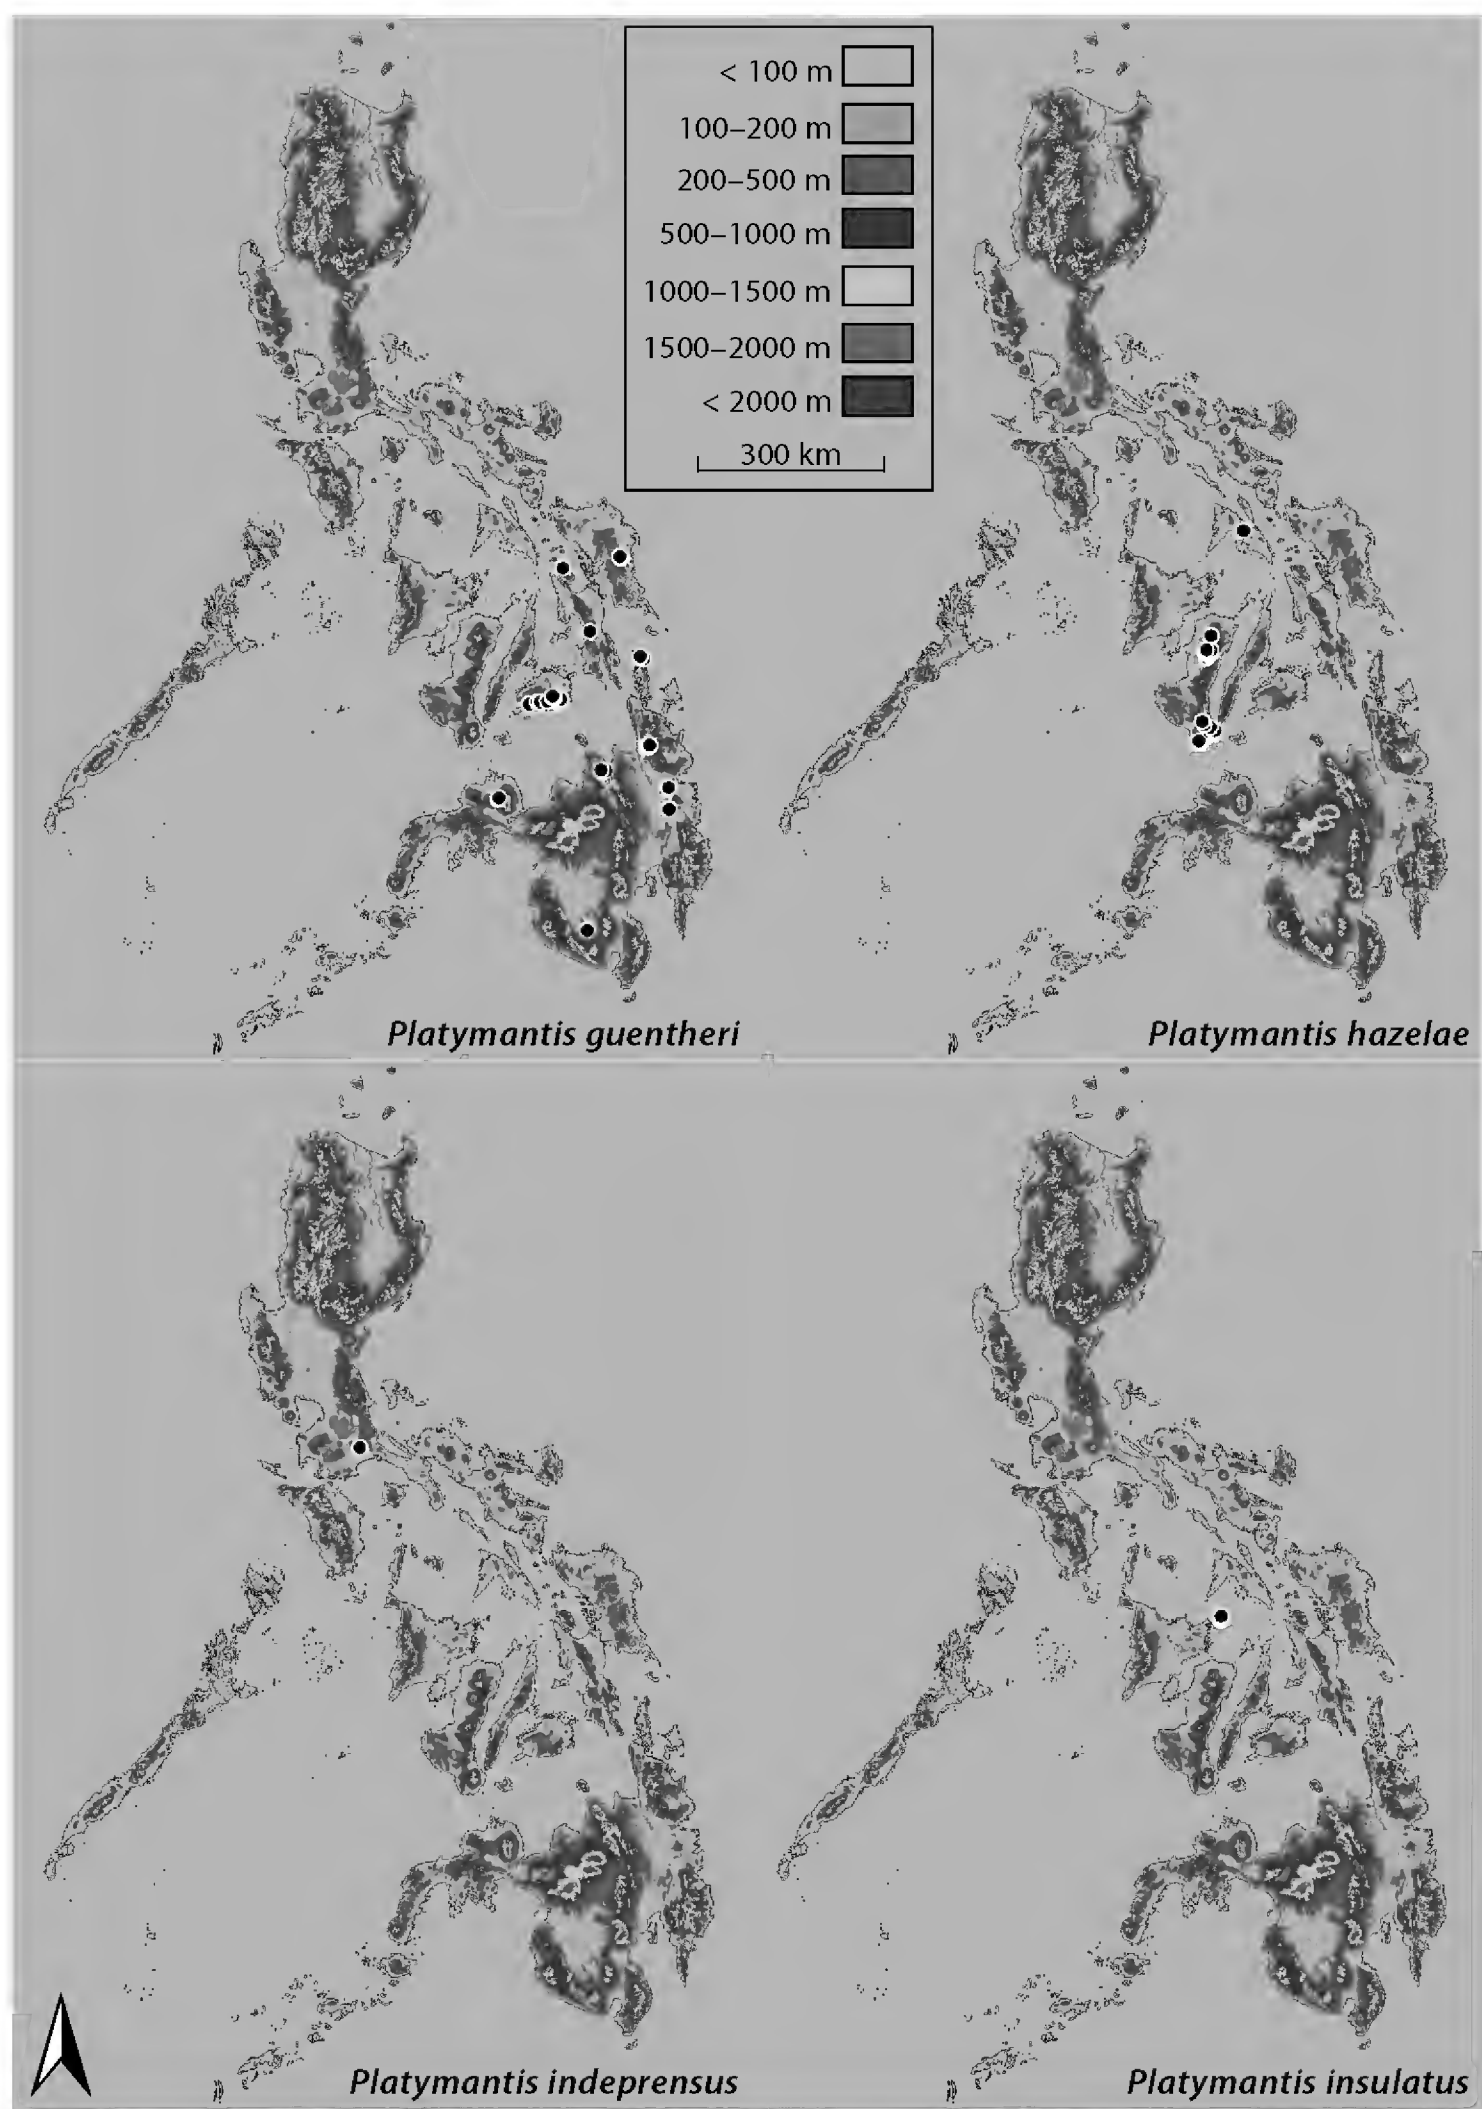 < 100 m
100–200 m
200–500 m
500–1000 m
1000–1500 m
1500–2000 m
< 2000 m
300 km
Platymantis guentheri
Platymantis hazelae
Platymantis indeprensus
Platymantis insulatus